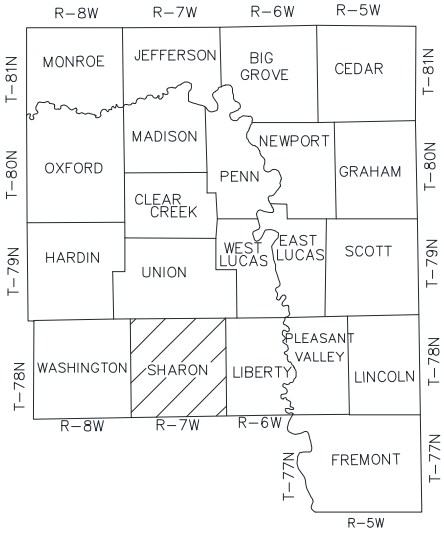 R-8W R-7W R-6W R-5W
T-81N
MONROE
JEFFERSON
BIG
GROVE
CEDAR
T-81N
T-80N
OXFORD
MADISON
CLEAR
CREEK
PENN
NEWPORT
GRAHAM
T-80N
T-79N
HARDIN
UNION
WEST
LUCAS
EAST
LUCAS
SCOTT
T-79N
T-78N
WASHINGTON
SHARON
LIBERTY
PLEASANT
VALLEY
LINCOLN
T-78N
R-8W R-7W R-6W
T-77N
FREMONT
T-77N
R-5W